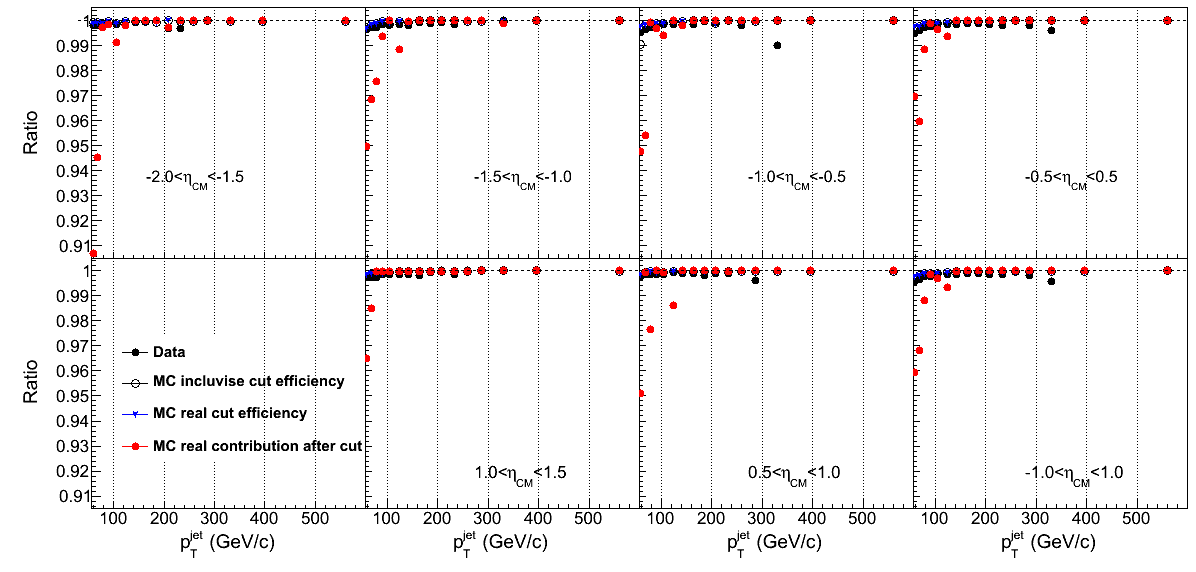 Ratio
1
0.99
0.98
0.97
0.96
0.95
0.94
0.93
0.92
0.91
-2.0<η_CM<-1.5
-1.5<η_CM<-1.0
-1.0<η_CM<-0.5
-0.5<η_CM<0.5
Ratio
1
0.99
0.98
0.97
0.96
0.95
0.94
0.93
0.92
0.91
Data
MC incluvise cut efficiency
MC real cut efficiency
MC real contribution after cut
1.0<η_CM<1.5
0.5<η_CM<1.0
-1.0<η_CM<1.0
100 200 300 400 500
100 200 300 400 500
100 200 300 400 500
100 200 300 400 500
p_T^jet (GeV/c)
p_T^jet (GeV/c)
p_T^jet (GeV/c)
p_T^jet (GeV/c)